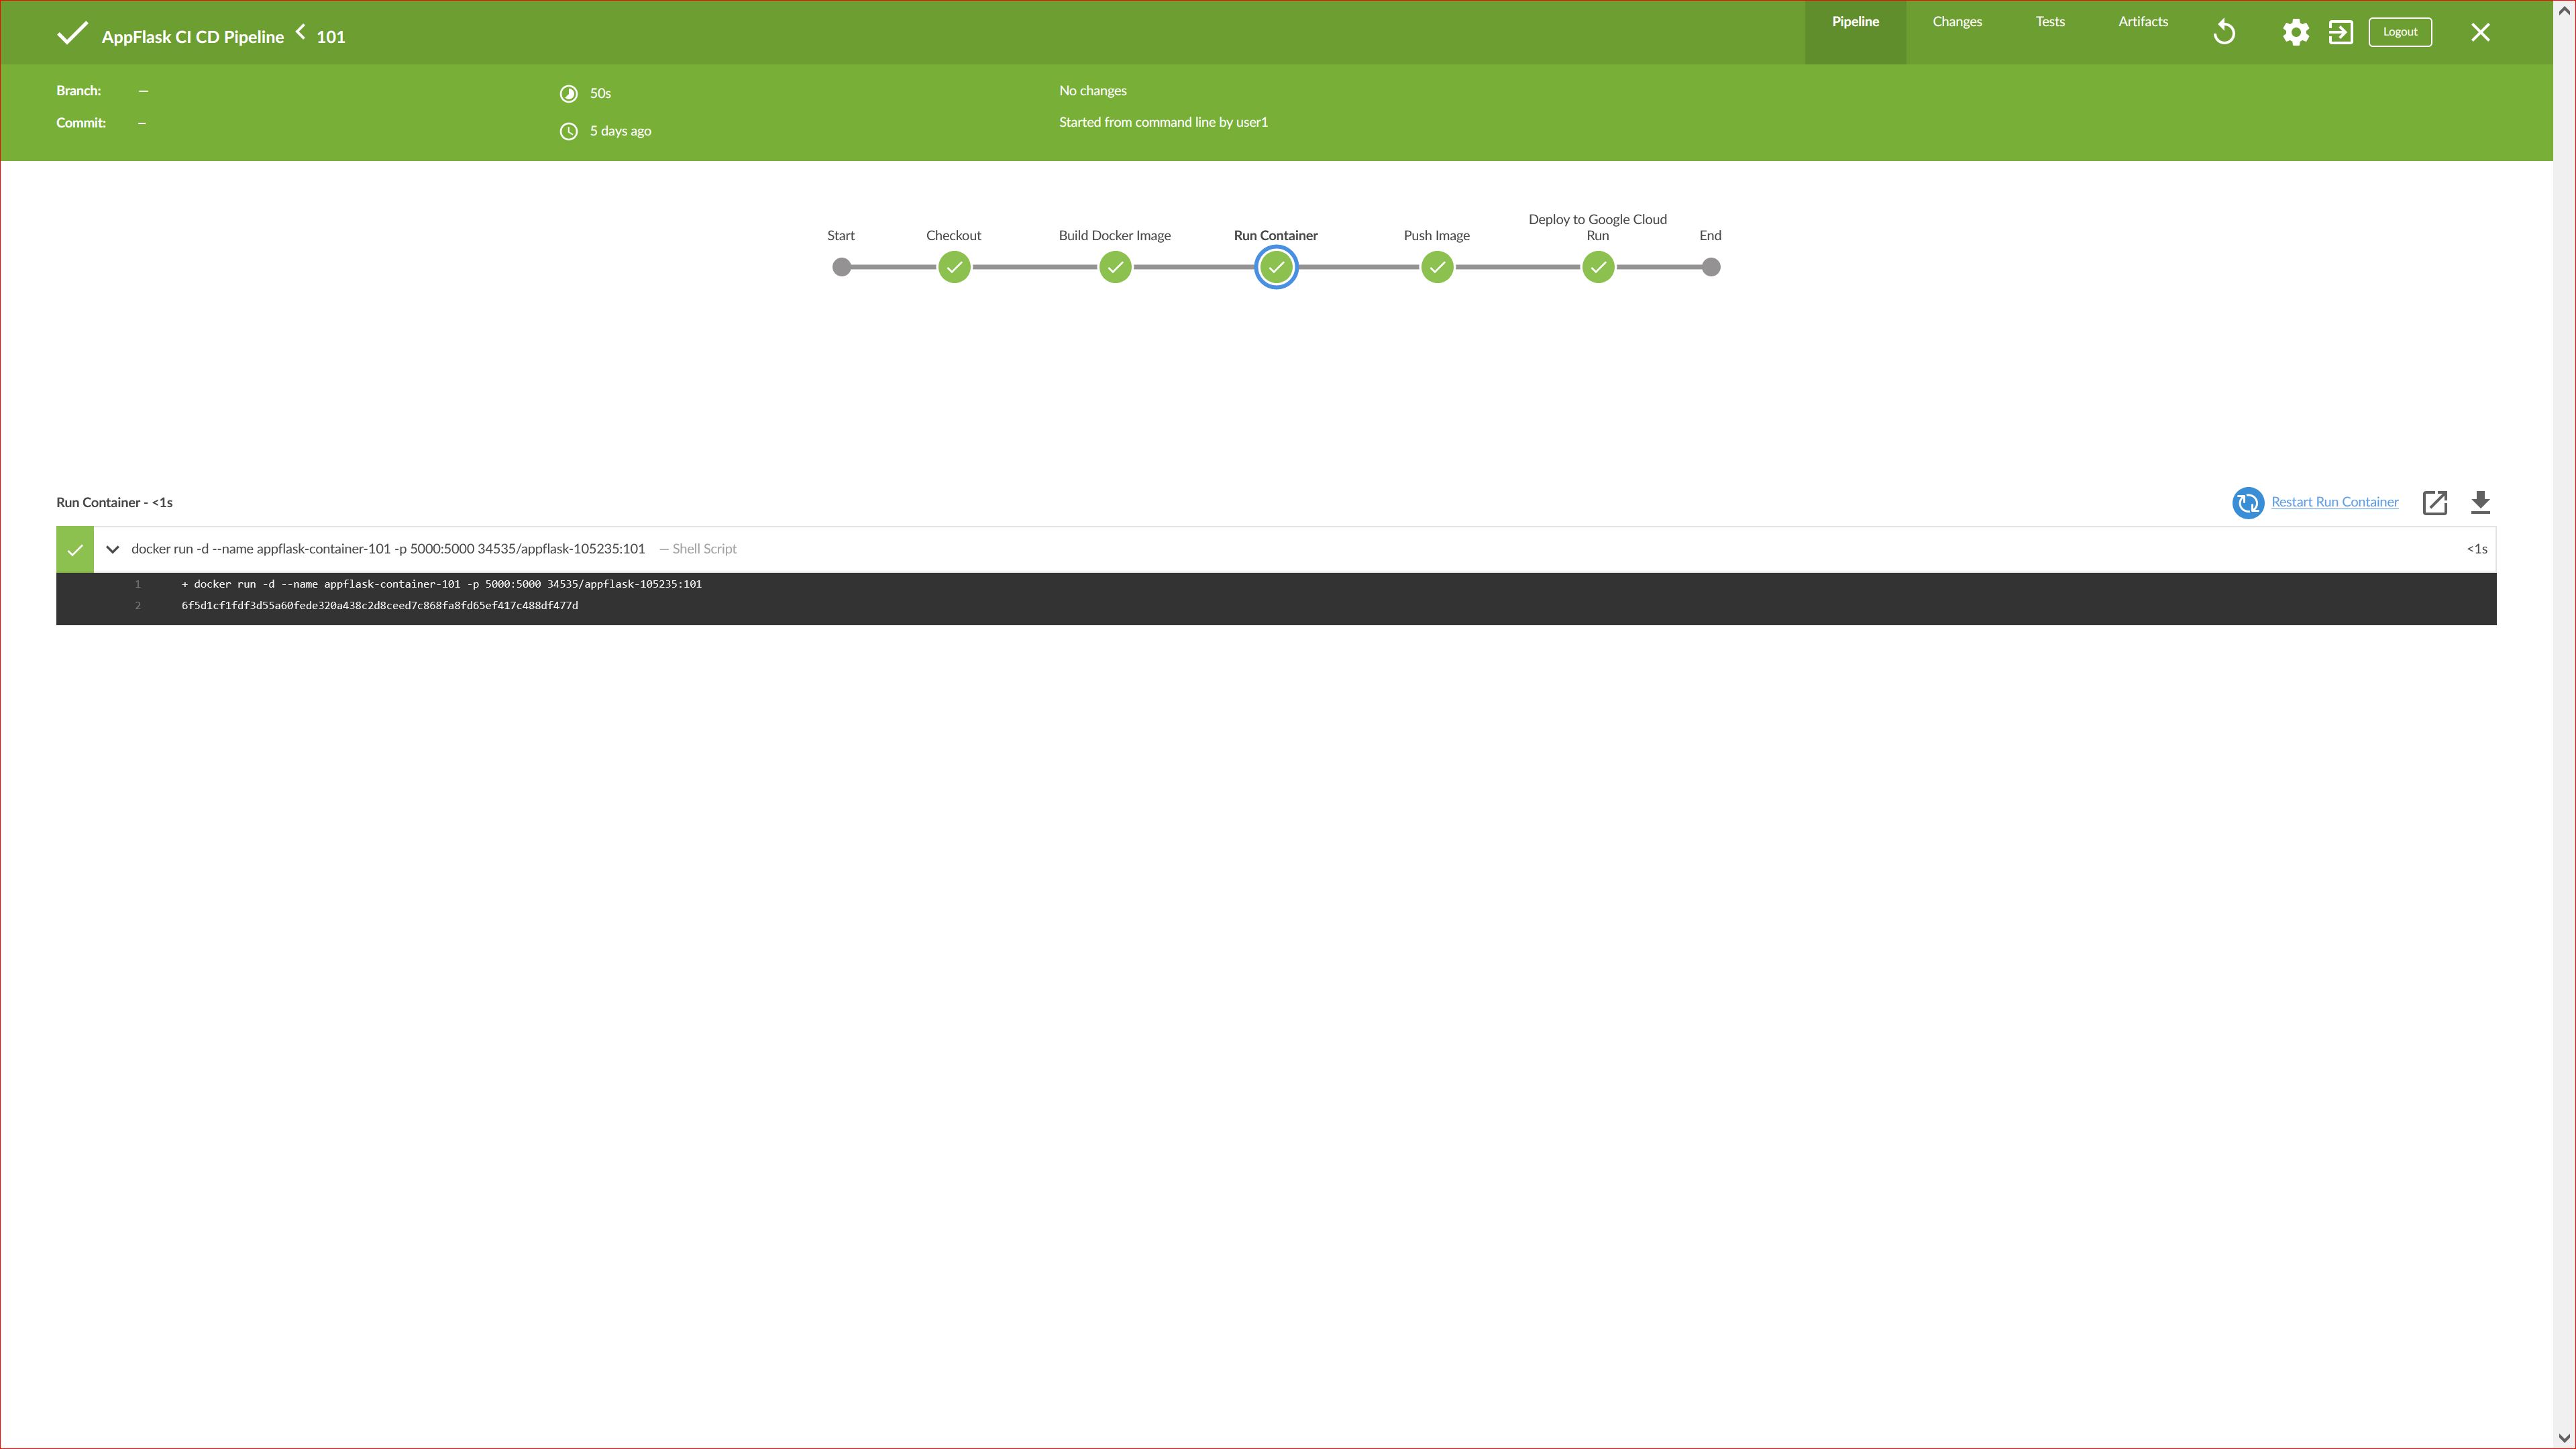 AppFlask CI CD Pipeline < 101
Pipeline
Changes
Tests
Artifacts
Logout
Branch: —
Commit: —
50s
5 days ago
No changes
Started from command line by user1
Start
Checkout
Build Docker Image
Run Container
Push Image
Deploy to Google Cloud
Run
End
Run Container - <1s
Restart Run Container
docker run -d --name appflask-container-101 -p 5000:5000 34535/appflask-105235:101 — Shell Script
<1s
1 + docker run -d --name appflask-container-101 -p 5000:5000 34535/appflask-105235:101
2 6f5d1cf1fdf3d55a60fede320a438c2d8ceed7c868fa8fd65ef417c488df477d